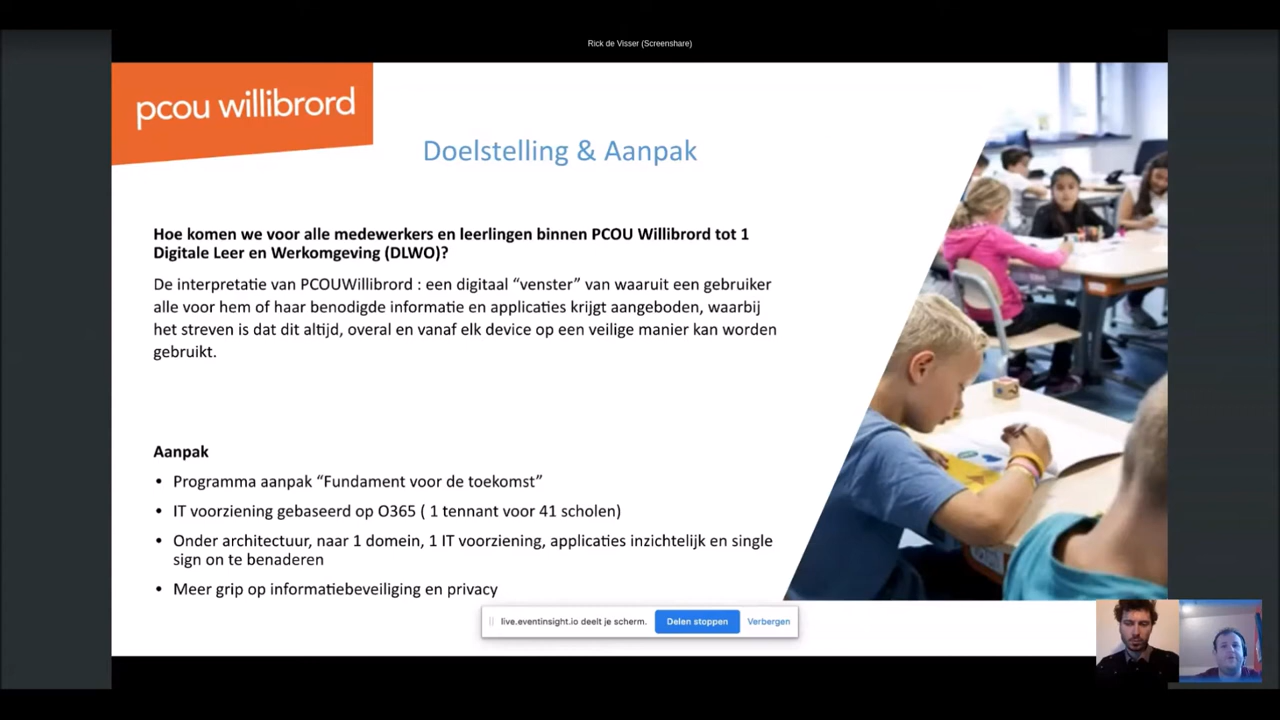 Rick de Visser (Screenshare)
pcou willibrord
Doelstelling & Aanpak
Hoe komen we voor alle medewerkers en leerlingen binnen PCOU Willibrord tot 1
Digitale Leer en Werkomgeving (DLWO)?
De interpretatie van PCOUWillibrord : een digitaal “venster” van waaruit een gebruiker
alle voor hem of haar benodigde informatie en applicaties krijgt aangeboden, waarbij
het streven is dat dit altijd, overal en vanaf elk device op een veilige manier kan worden
gebruikt.
Aanpak
• Programma aanpak “Fundament voor de toekomst”
• IT voorziening gebaseerd op O365 ( 1 tennant voor 41 scholen)
• Onder architectuur, naar 1 domein, 1 IT voorziening, applicaties inzichtelijk en single
sign on te benaderen
• Meer grip op informatiebeveiliging en privacy
live.eventinsight.io deelt je scherm. Delen stoppen Verbergen